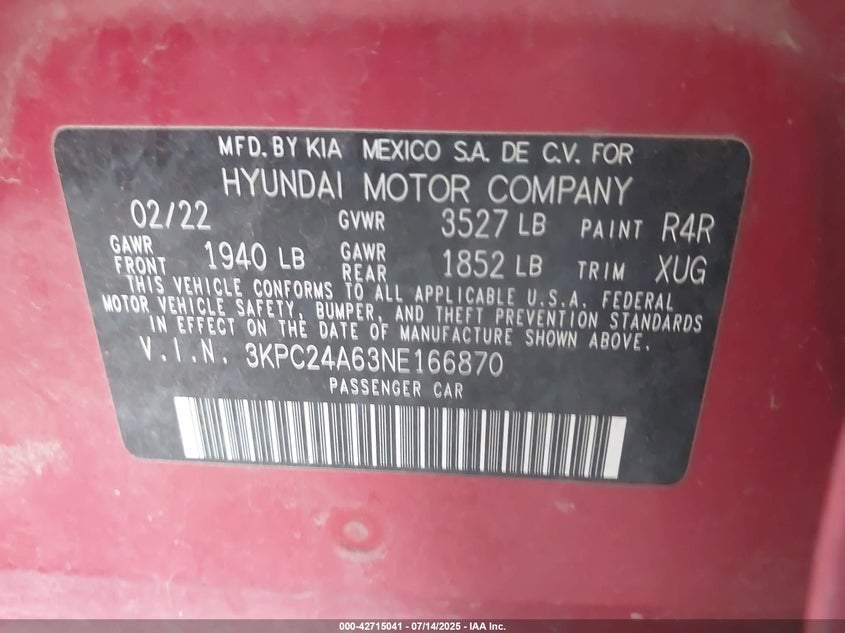 MFD. BY KIA MEXICO S.A. DE C.V. FOR
HYUNDAI MOTOR COMPANY
02/22 GVWR 3527 LB PAINT R4R
GAWR FRONT 1940 LB GAWR REAR 1852 LB TRIM XUG
THIS VEHICLE CONFORMS TO ALL APPLICABLE U.S.A. FEDERAL
MOTOR VEHICLE SAFETY, BUMPER, AND THEFT PREVENTION STANDARDS
IN EFFECT ON THE DATE OF MANUFACTURE SHOWN ABOVE.
V.I.N. 3KPC24A63NE166870
PASSENGER CAR
000-42715041 - 07/14/2025 - IAA Inc.